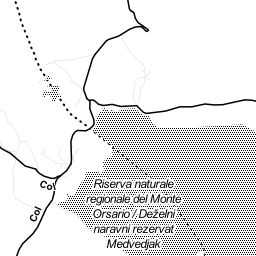 Col
Col
Riserva naturale
regionale del Monte
Orsario / Deželni
naravni rezervat
Medvedjak